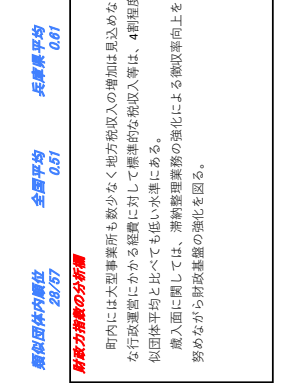 類似団体内順位
28/57
全国平均
0.51
兵庫県平均
0.61
財政力指数の分析欄
町内には大型事業所も数少なく地方税収入の増加は見込めな
な行政運営にかかる経費に対して標準的な税収入等は、4割程度
似団体平均と比べても低い水準にある。
歳入面に関しては、滞納整理業務の強化による徴収率向上を
努めながら財政基盤の強化を図る。